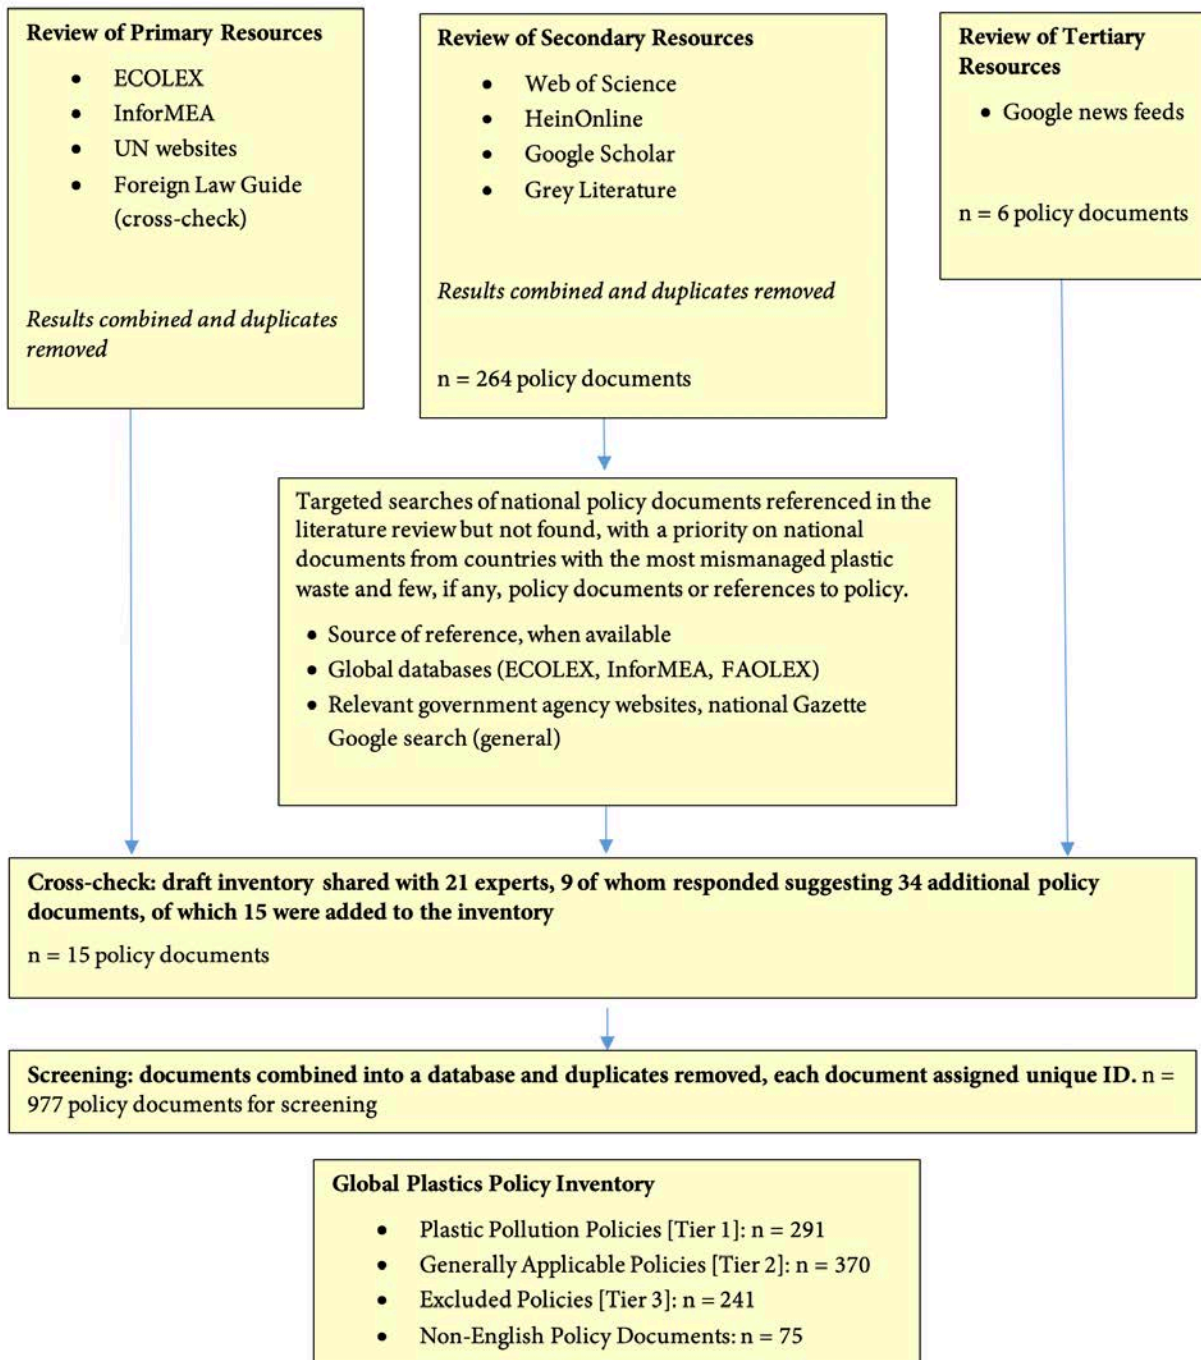 Review of Primary Resources
• ECOLEX
• InforMEA
• UN websites
• Foreign Law Guide
(cross-check)
Results combined and duplicates
removed
Review of Secondary Resources
• Web of Science
• HeinOnline
• Google Scholar
• Grey Literature
Results combined and duplicates removed
n = 264 policy documents
Review of Tertiary
Resources
• Google news feeds
n = 6 policy documents
Targeted searches of national policy documents referenced in the
literature review but not found, with a priority on national
documents from countries with the most mismanaged plastic
waste and few, if any, policy documents or references to policy.
• Source of reference, when available
• Global databases (ECOLEX, InforMEA, FAOLEX)
• Relevant government agency websites, national Gazette
Google search (general)
Cross-check: draft inventory shared with 21 experts, 9 of whom responded suggesting 34 additional policy
documents, of which 15 were added to the inventory
n = 15 policy documents
Screening: documents combined into a database and duplicates removed, each document assigned unique ID. n =
977 policy documents for screening
Global Plastics Policy Inventory
• Plastic Pollution Policies [Tier 1]: n = 291
• Generally Applicable Policies [Tier 2]: n = 370
• Excluded Policies [Tier 3]: n = 241
• Non-English Policy Documents: n = 75